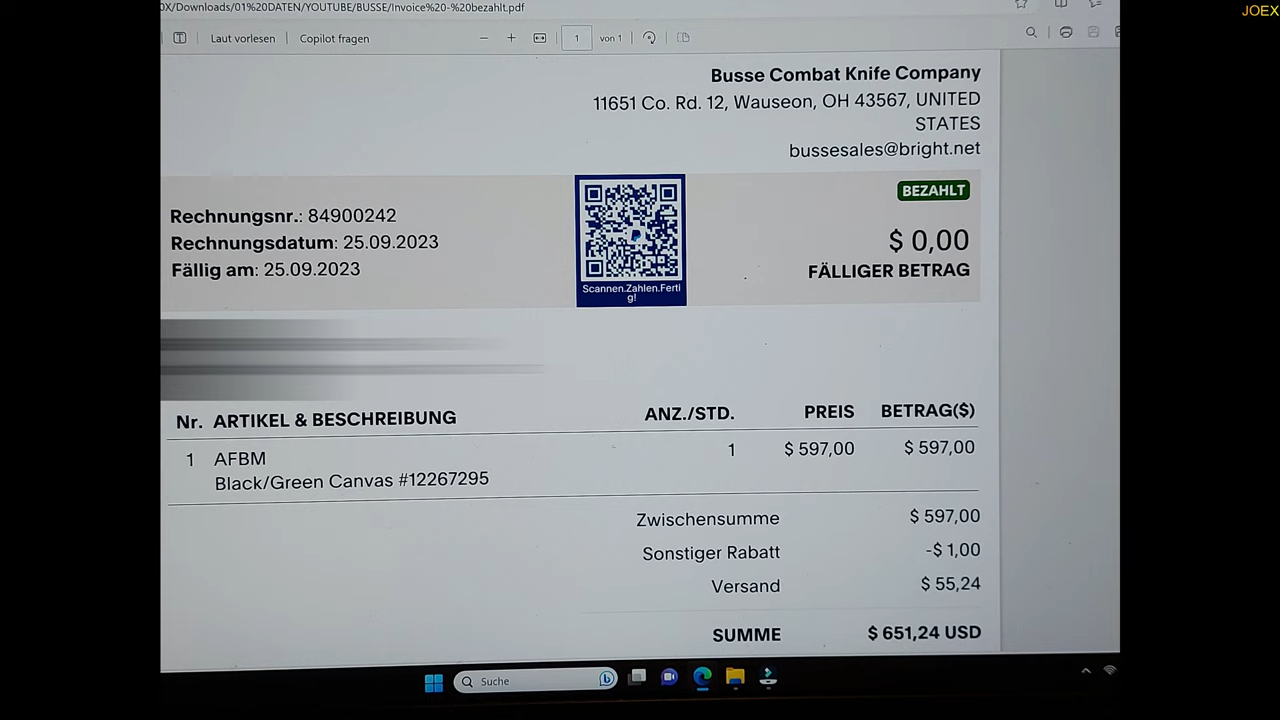 JOEX
0X/Downloads/01%20DATEN/YOUTUBE/BUSSE/Invoice%20-%20bezahlt.pdf
Laut vorlesen
Copilot fragen
1 von 1
Busse Combat Knife Company
11651 Co. Rd. 12, Wauseon, OH 43567, UNITED
STATES
bussesales@bright.net
BEZAHLT
Rechnungsnr.: 84900242
Rechnungsdatum: 25.09.2023
Fällig am: 25.09.2023
Scannen.Zahlen.Ferti
g!
$ 0,00
FÄLLIGER BETRAG
Nr. ARTIKEL & BESCHREIBUNG ANZ./STD. PREIS BETRAG($)
1 AFBM 1 $ 597,00 $ 597,00
Black/Green Canvas #12267295
Zwischensumme $ 597,00
Sonstiger Rabatt -$ 1,00
Versand $ 55,24
SUMME $ 651,24 USD
Suche